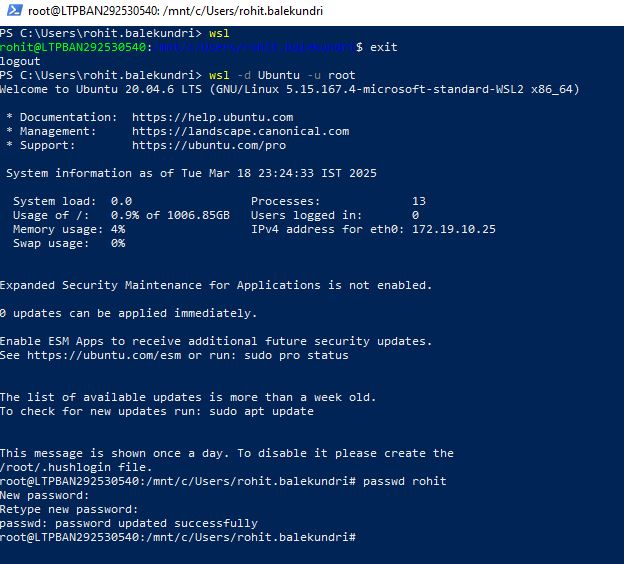 root@LTPBAN292530540: /mnt/c/Users/rohit.balekundri
PS C:\Users\rohit.balekundri> wsl
rohit@LTPBAN292530540:/mnt/c/Users/rohit.balekundri$ exit
logout
PS C:\Users\rohit.balekundri> wsl -d Ubuntu -u root
Welcome to Ubuntu 20.04.6 LTS (GNU/Linux 5.15.167.4-microsoft-standard-WSL2 x86_64)
* Documentation:  https://help.ubuntu.com
* Management:     https://landscape.canonical.com
* Support:        https://ubuntu.com/pro
System information as of Tue Mar 18 23:24:33 IST 2025
System load:  0.0                 Processes:             13
Usage of /:   0.9% of 1006.85GB   Users logged in:       0
Memory usage: 4%                  IPv4 address for eth0: 172.19.10.25
Swap usage:   0%
Expanded Security Maintenance for Applications is not enabled.
0 updates can be applied immediately.
Enable ESM Apps to receive additional future security updates.
See https://ubuntu.com/esm or run: sudo pro status
The list of available updates is more than a week old.
To check for new updates run: sudo apt update
This message is shown once a day. To disable it please create the
/root/.hushlogin file.
root@LTPBAN292530540:/mnt/c/Users/rohit.balekundri# passwd rohit
New password:
Retype new password:
passwd: password updated successfully
root@LTPBAN292530540:/mnt/c/Users/rohit.balekundri#